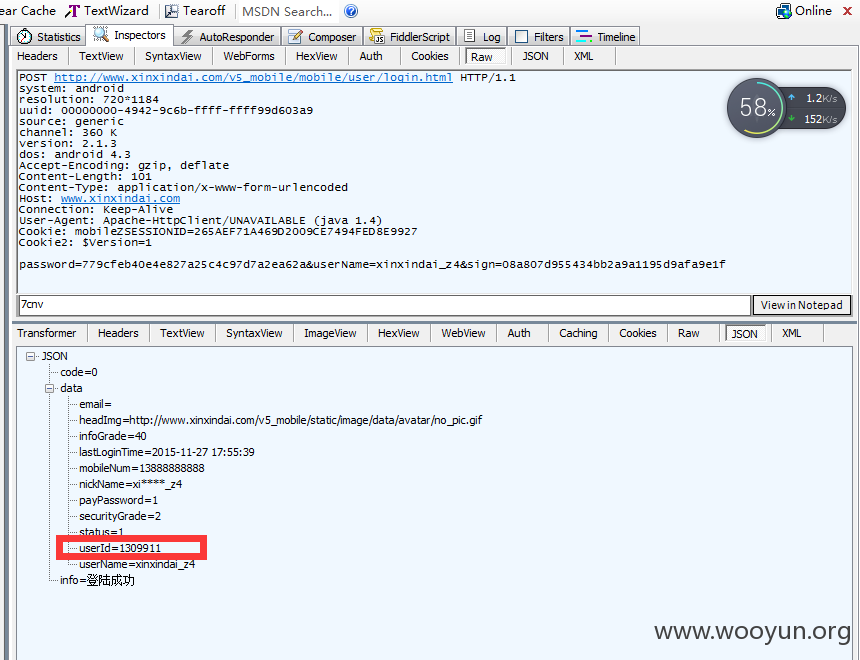 ear Cache TextWizard Tearoff MSDN Search... Online
Statistics Inspectors AutoResponder Composer FiddlerScript Log Filters Timeline
Headers TextView SyntaxView WebForms HexView Auth Cookies Raw JSON XML
POST http://www.xinxindai.com/v5_mobile/mobile/user/login.html HTTP/1.1
system: android
resolution: 720*1184
uuid: 00000000-4942-9c6b-ffff-ffff99d603a9
source: generic
channel: 360 K
version: 2.1.3
dos: android 4.3
Accept-Encoding: gzip, deflate
Content-Length: 101
Content-Type: application/x-www-form-urlencoded
Host: www.xinxindai.com
Connection: Keep-Alive
User-Agent: Apache-HttpClient/UNAVAILABLE (java 1.4)
Cookie: mobileZSESSIONID=265AEF71A469D2009CE7494FED8E9927
Cookie2: $Version=1
password=779cfeb40e4e827a25c4c97d7a2ea62a&userName=xinxindai_z4&sign=08a807d955434bb2a9a1195d9afa9e1f
58%
1.2K/s
152K/s
7cnv
View in Notepad
Transformer Headers TextView SyntaxView ImageView HexView WebView Auth Caching Cookies Raw JSON XML
JSON
code=0
data
email=
headImg=http://www.xinxindai.com/v5_mobile/static/image/data/avatar/no_pic.gif
infoGrade=40
lastLoginTime=2015-11-27 17:55:39
mobileNum=13888888888
nickName=xi****_z4
payPassword=1
securityGrade=2
status=1
userId=1309911
userName=xinxindai_z4
info=登陆成功
www.wooyun.org